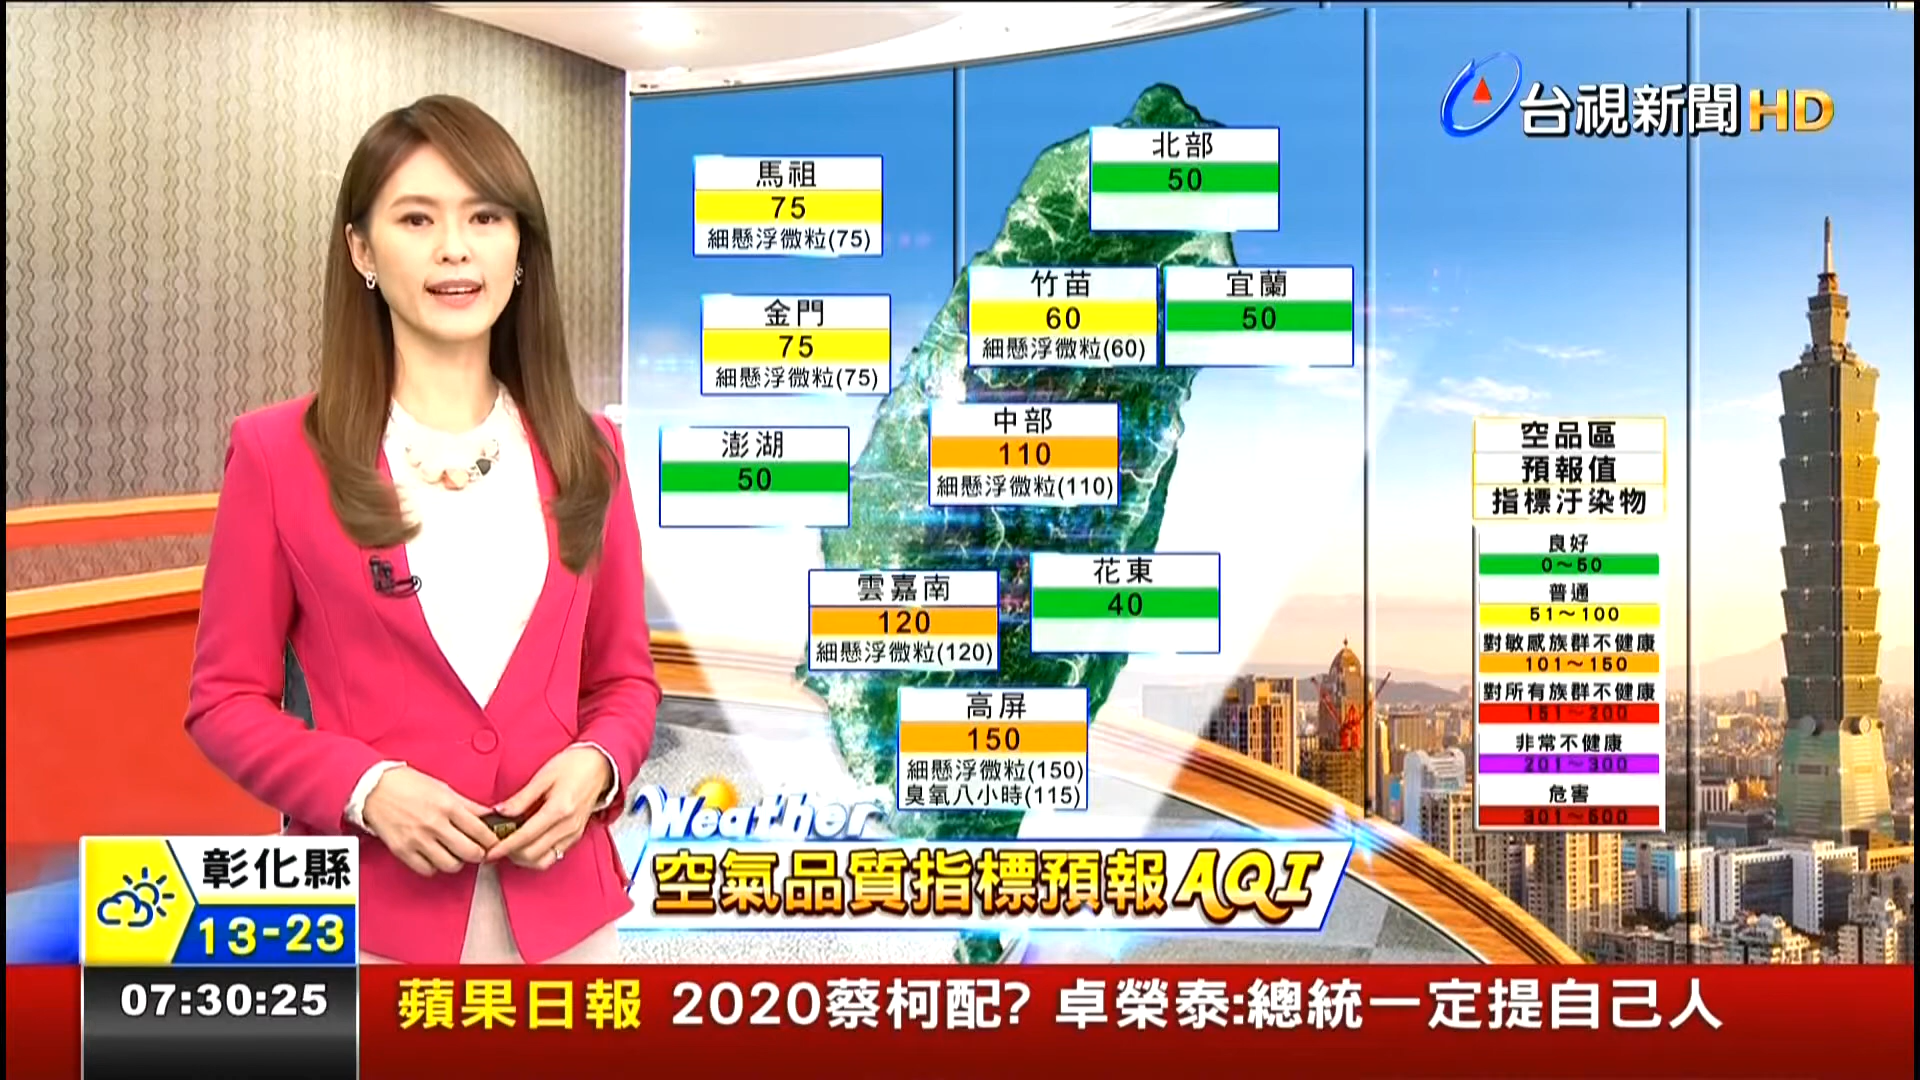 台視新聞HD
北部
50
馬祖
75
細懸浮微粒(75)
竹苗
60
細懸浮微粒(60)
宜蘭
50
金門
75
細懸浮微粒(75)
中部
110
細懸浮微粒(110)
澎湖
50
花東
40
雲嘉南
120
細懸浮微粒(120)
高屏
150
細懸浮微粒(150)
臭氧八小時(115)
空品區
預報值
指標汙染物
良好
0~50
普通
51~100
對敏感族群不健康
101~150
對所有族群不健康
151~200
非常不健康
201~300
危害
301~500
Weather
空氣品質指標預報AQI
彰化縣
13-23
07:30:25
蘋果日報 2020蔡柯配? 卓榮泰:總統一定提自己人